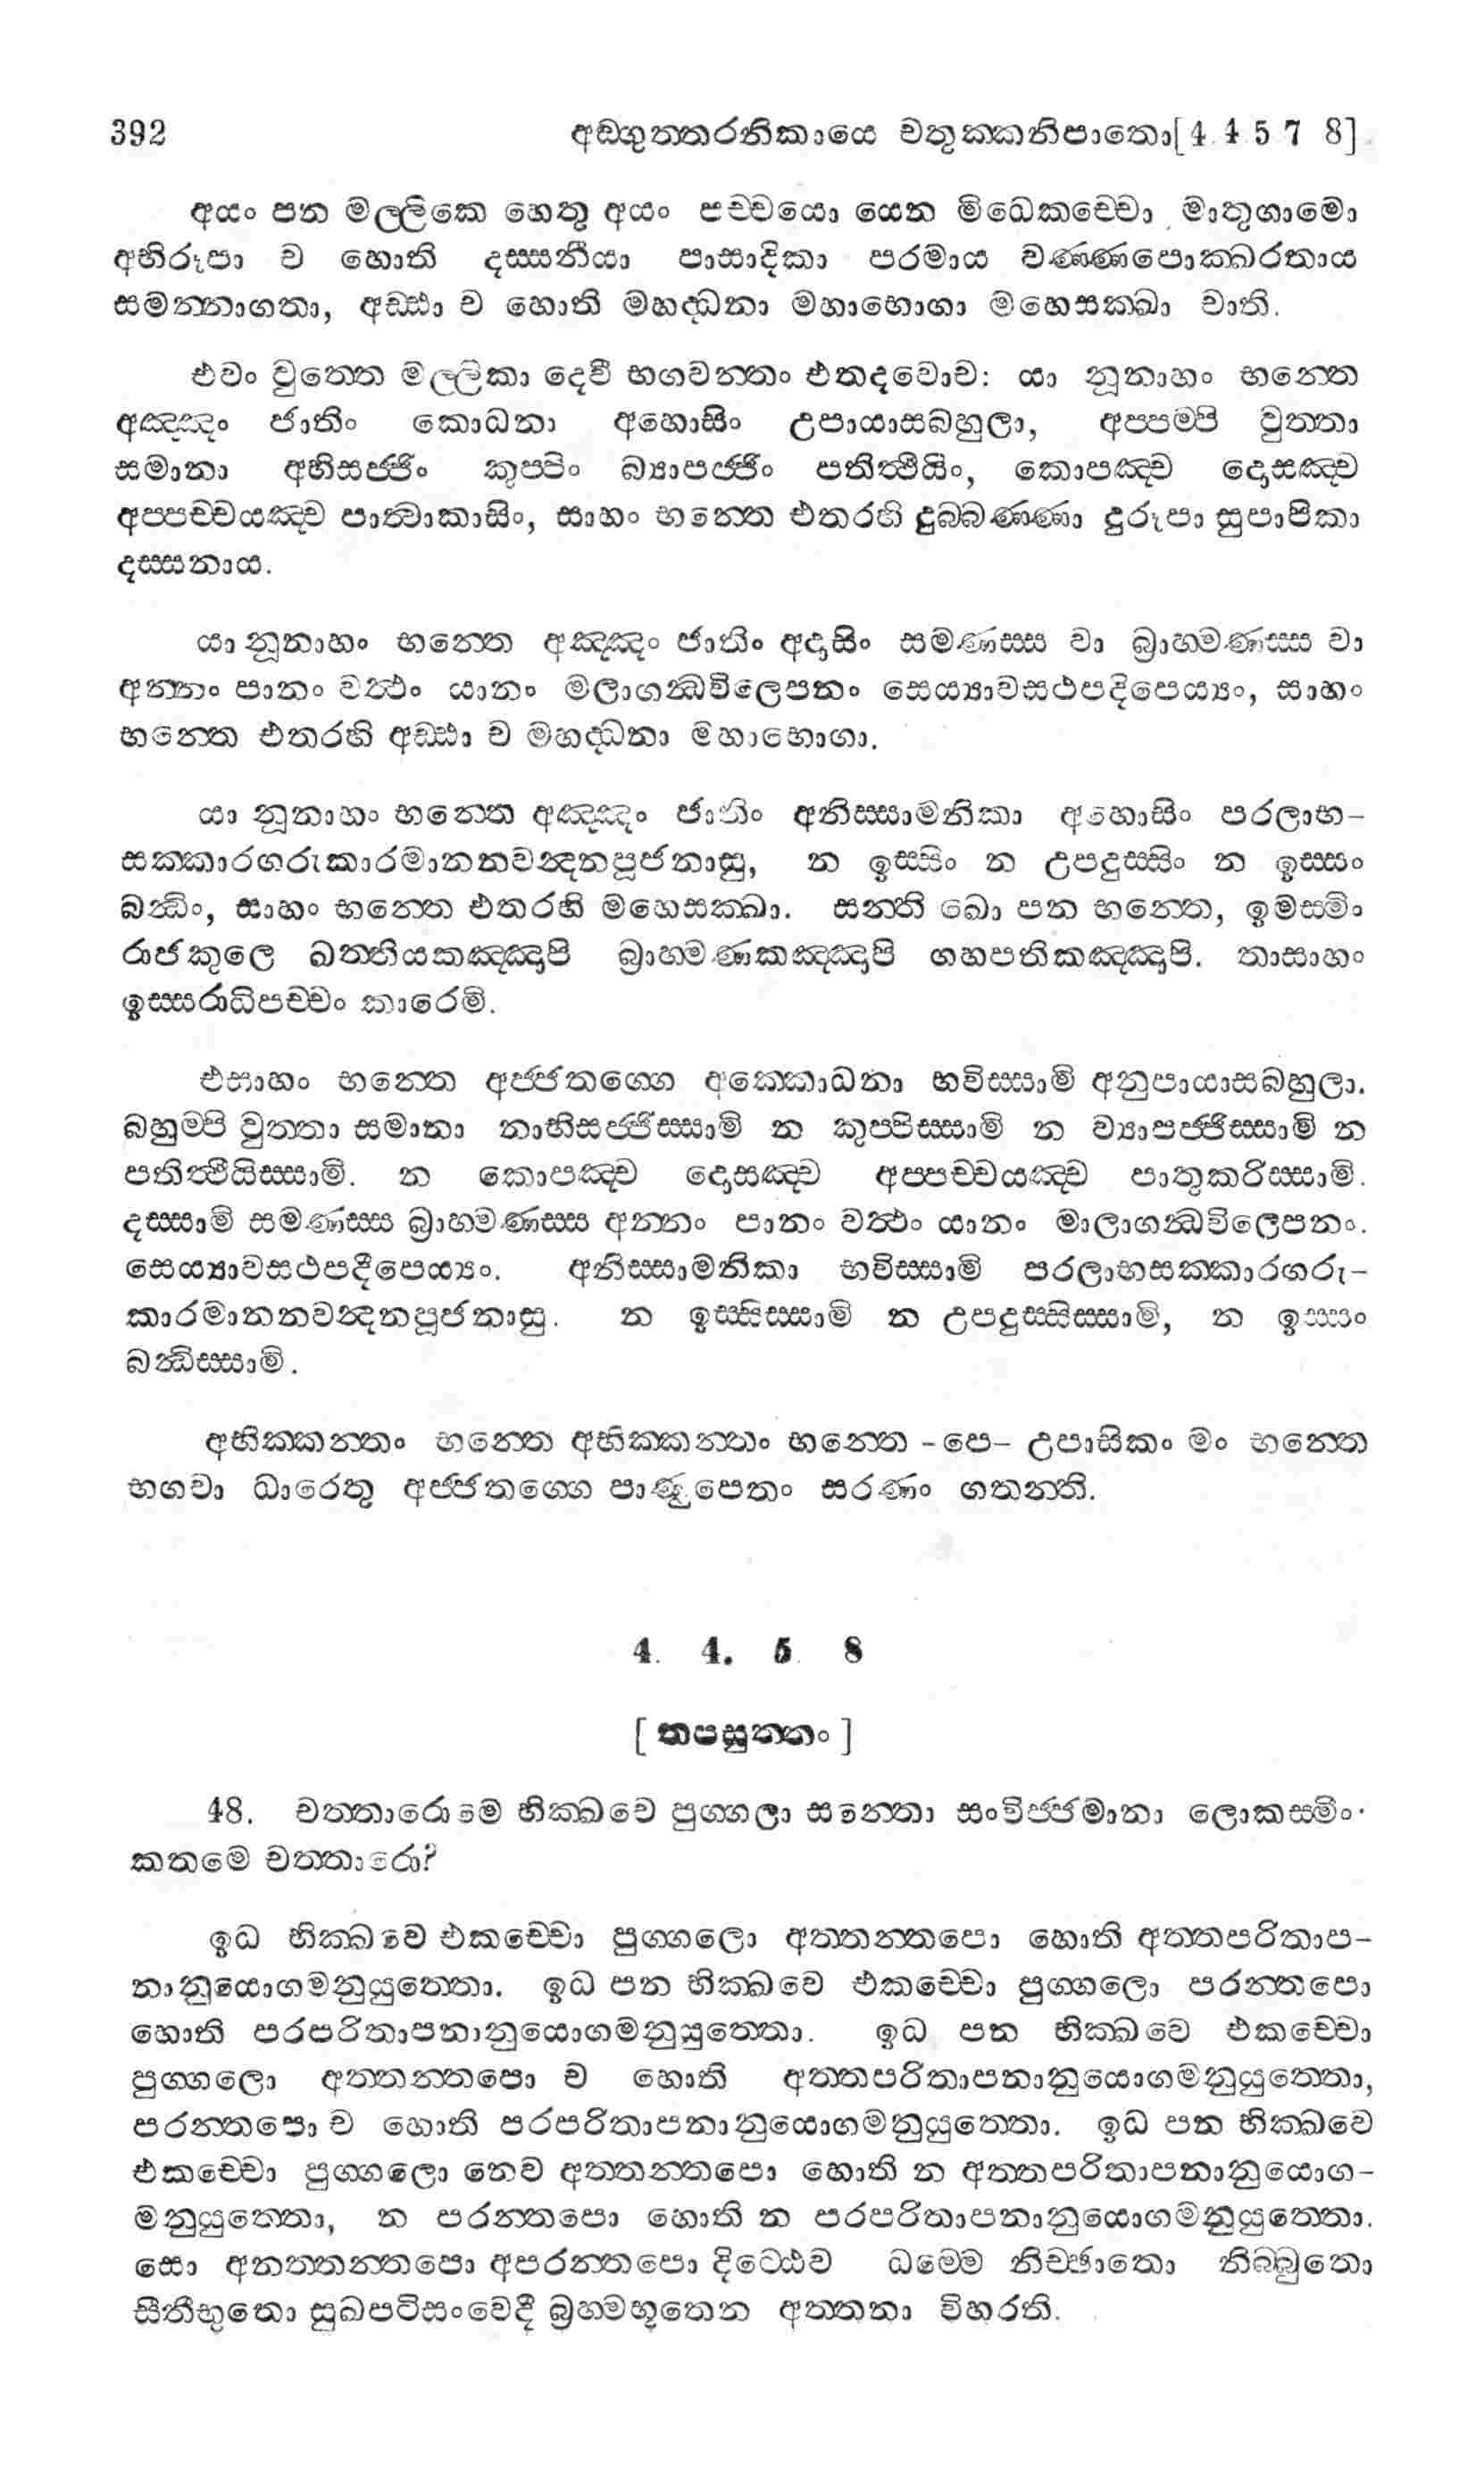 392 අඞගුත්තරනිකායෙ චතුක්කනිපාතො[4. 4. 5 7 8]
අයං පන මල්ලිකෙ හෙතු අයං පච්චයො යෙන මිධෙකච්චො මාතුගාමො
අභිරූපා ච හොති දස්සනීයා පාසාදිකා පරමාය වණ්ණපොක්ඛරතාය
සමන්නාගතා, අඩ්ඪා ච හොති මහද්ධනා මහාභොගා මහෙසක්ඛා චාති.
එවං වුත්තෙ මල්ලිකා දෙවී භගවන්තං එතදවොච: යා නූනාහං භන්තෙ
අඤ්ඤං ජාතිං කොධනා අහොසිං උපායාසබහුලා, අප්පම්පි වුත්තා
සමානා අභිසජ්ජිං කුප්පිං බ්‍යාපජ්ජිං පතිත්ථීයිං, කොපඤ්ච දොසඤ්ච
අප්පච්චයඤ්ච පාත්වාකාසිං, සාහං භන්තෙ එතරහි දුබ්බණ්ණා දුරූපා සුපාපිකා
දස්සනාය.
යා නූනාහං භන්තෙ අඤ්ඤං ජාතිං අදාසිං සමණස්ස වා බ්‍රාහ්මණස්ස වා
අන්නං පානං වත්ථං යානං මලාගන්ධවිලෙපනං සෙය්‍යාවසථපදිපෙය්‍යං, සාහං
භන්තෙ එතරහි අඩ්ඪා ච මහද්ධනා මහාභොගා.
යා නූනාහං භන්තෙ අඤ්ඤං ජාතිං අනිස්සාමනිකා අහොසිං පරලාභ-
සක්කාරගරුකාරමානනවන්දනපූජනාසු, න ඉස්සිං න උපදුස්සිං න ඉස්සං
බන්ධිං, සාහං භන්තෙ එතරහි මහෙසක්ඛා. සන්ති ඛො පන භන්තෙ, ඉමස්මිං
රාජකුලෙ ඛත්තියකඤ්ඤාපි බ්‍රාහ්මණකඤ්ඤාපි ගහපතිකඤ්ඤාපි. තාසාහං
ඉස්සරාධිපච්චං කාරෙමි.
එසාහං භන්තෙ අජ්ජතග්ගෙ අක්කොධනා භවිස්සාමි අනුපායාසබහුලා.
බහුම්පි වුත්තා සමානා නාභිසජ්ජිස්සාමි න කුප්පිස්සාමි න ව්‍යාපජ්ජිස්සාමි න
පතිත්ථීයිස්සාමි. න කොපඤ්ච දොසඤ්ච අප්පච්චයඤ්ච පාතුකරිස්සාමි.
දස්සාමි සමණස්ස බ්‍රාහ්මණස්ස අන්නං පානං වත්ථං යානං මාලාගන්ධවිලෙපනං.
සෙය්‍යාවසථපදීපෙය්‍යං. අනිස්සාමනිකා භවිස්සාමි පරලාභසක්කාරගරු-
කාරමානනවන්දනපූජනාසු. න ඉස්සිස්සාමි න උපදුස්සිස්සාමි, න ඉස්සං
බන්ධිස්සාමි.
අභික්කන්තං භන්තෙ අභික්කන්තං භන්තෙ -පෙ- උපාසිකං මං භන්තෙ
භගවා ධාරෙතු අජ්ජතග්ගෙ පාණුපෙතං සරණං ගතන්ති.
4. 4. 5. 8
[ තපසුත්තං ]
48. චත්තාරොමෙ භික්ඛවෙ පුග්ගලා සන්තො සංවිජ්ජමානා ලොකස්මිං.
කතමෙ චත්තාරො?
ඉධ භික්ඛවෙ එකච්චො පුග්ගලො අත්තන්තපො හොති අත්තපරිතාප-
නානුයොගමනුයුත්තො. ඉධ පන භික්ඛවෙ එකච්චො පුග්ගලො පරන්තපො
හොති පරපරිතාපනානුයොගමනුයුත්තො. ඉධ පන භික්ඛවෙ එකච්චො
පුග්ගලො අත්තන්තපො ච හොති අත්තපරිතාපනානුයොගමනුයුත්තො,
පරන්තපො ච හොති පරපරිතාපනානුයොගමනුයුත්තො. ඉධ පන භික්ඛවෙ
එකච්චො පුග්ගලො නෙව අත්තන්තපො හොති න අත්තපරිතාපනානුයොග-
මනුයුත්තො, න පරන්තපො හොති න පරපරිතාපනානුයොගමනුයුත්තො.
සො අනත්තන්තපො අපරන්තපො දිට්ඨෙව ධම්මෙ නිච්ඡාතො නිබ්බුතො
සීතීභුතො සුඛපටිසංවෙදී බ්‍රහ්මභූතෙන අත්තනා විහරති.